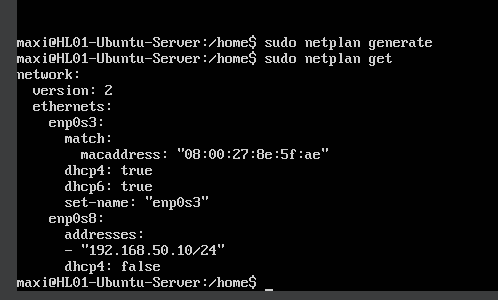 maxi@HL01-Ubuntu-Server:/home$ sudo netplan generate
maxi@HL01-Ubuntu-Server:/home$ sudo netplan get
network:
  version: 2
  ethernets:
    enp0s3:
      match:
        macaddress: "08:00:27:8e:5f:ae"
      dhcp4: true
      dhcp6: true
      set-name: "enp0s3"
    enp0s8:
      addresses:
      - "192.168.50.10/24"
      dhcp4: false
maxi@HL01-Ubuntu-Server:/home$ _